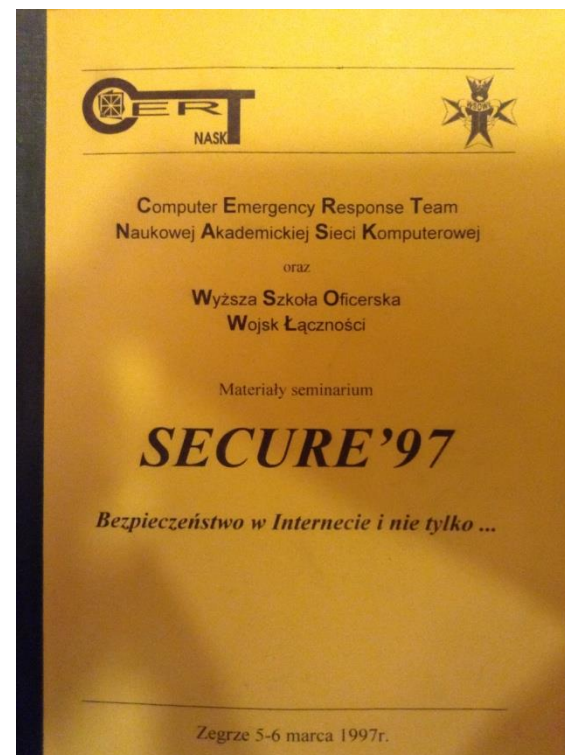 CERT
NASK
WSOWŁ
Computer Emergency Response Team
Naukowej Akademickiej Sieci Komputerowej
oraz
Wyższa Szkoła Oficerska
Wojsk Łączności
Materiały seminarium
SECURE'97
Bezpieczeństwo w Internecie i nie tylko ...
Zegrze 5-6 marca 1997r.